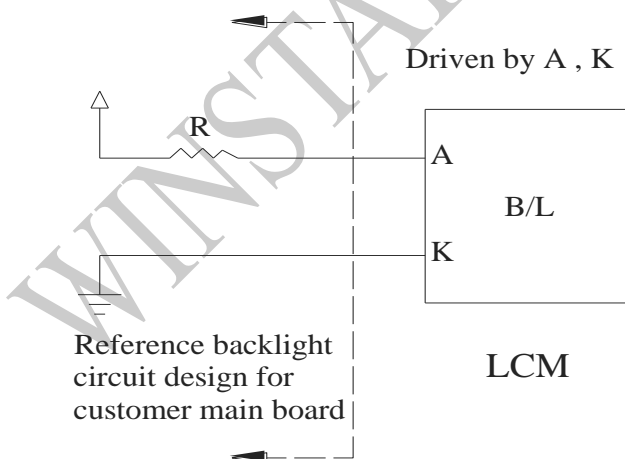 WINSTAR
Driven by A , K
R
A
B/L
K
Reference backlight
circuit design for
customer main board
LCM